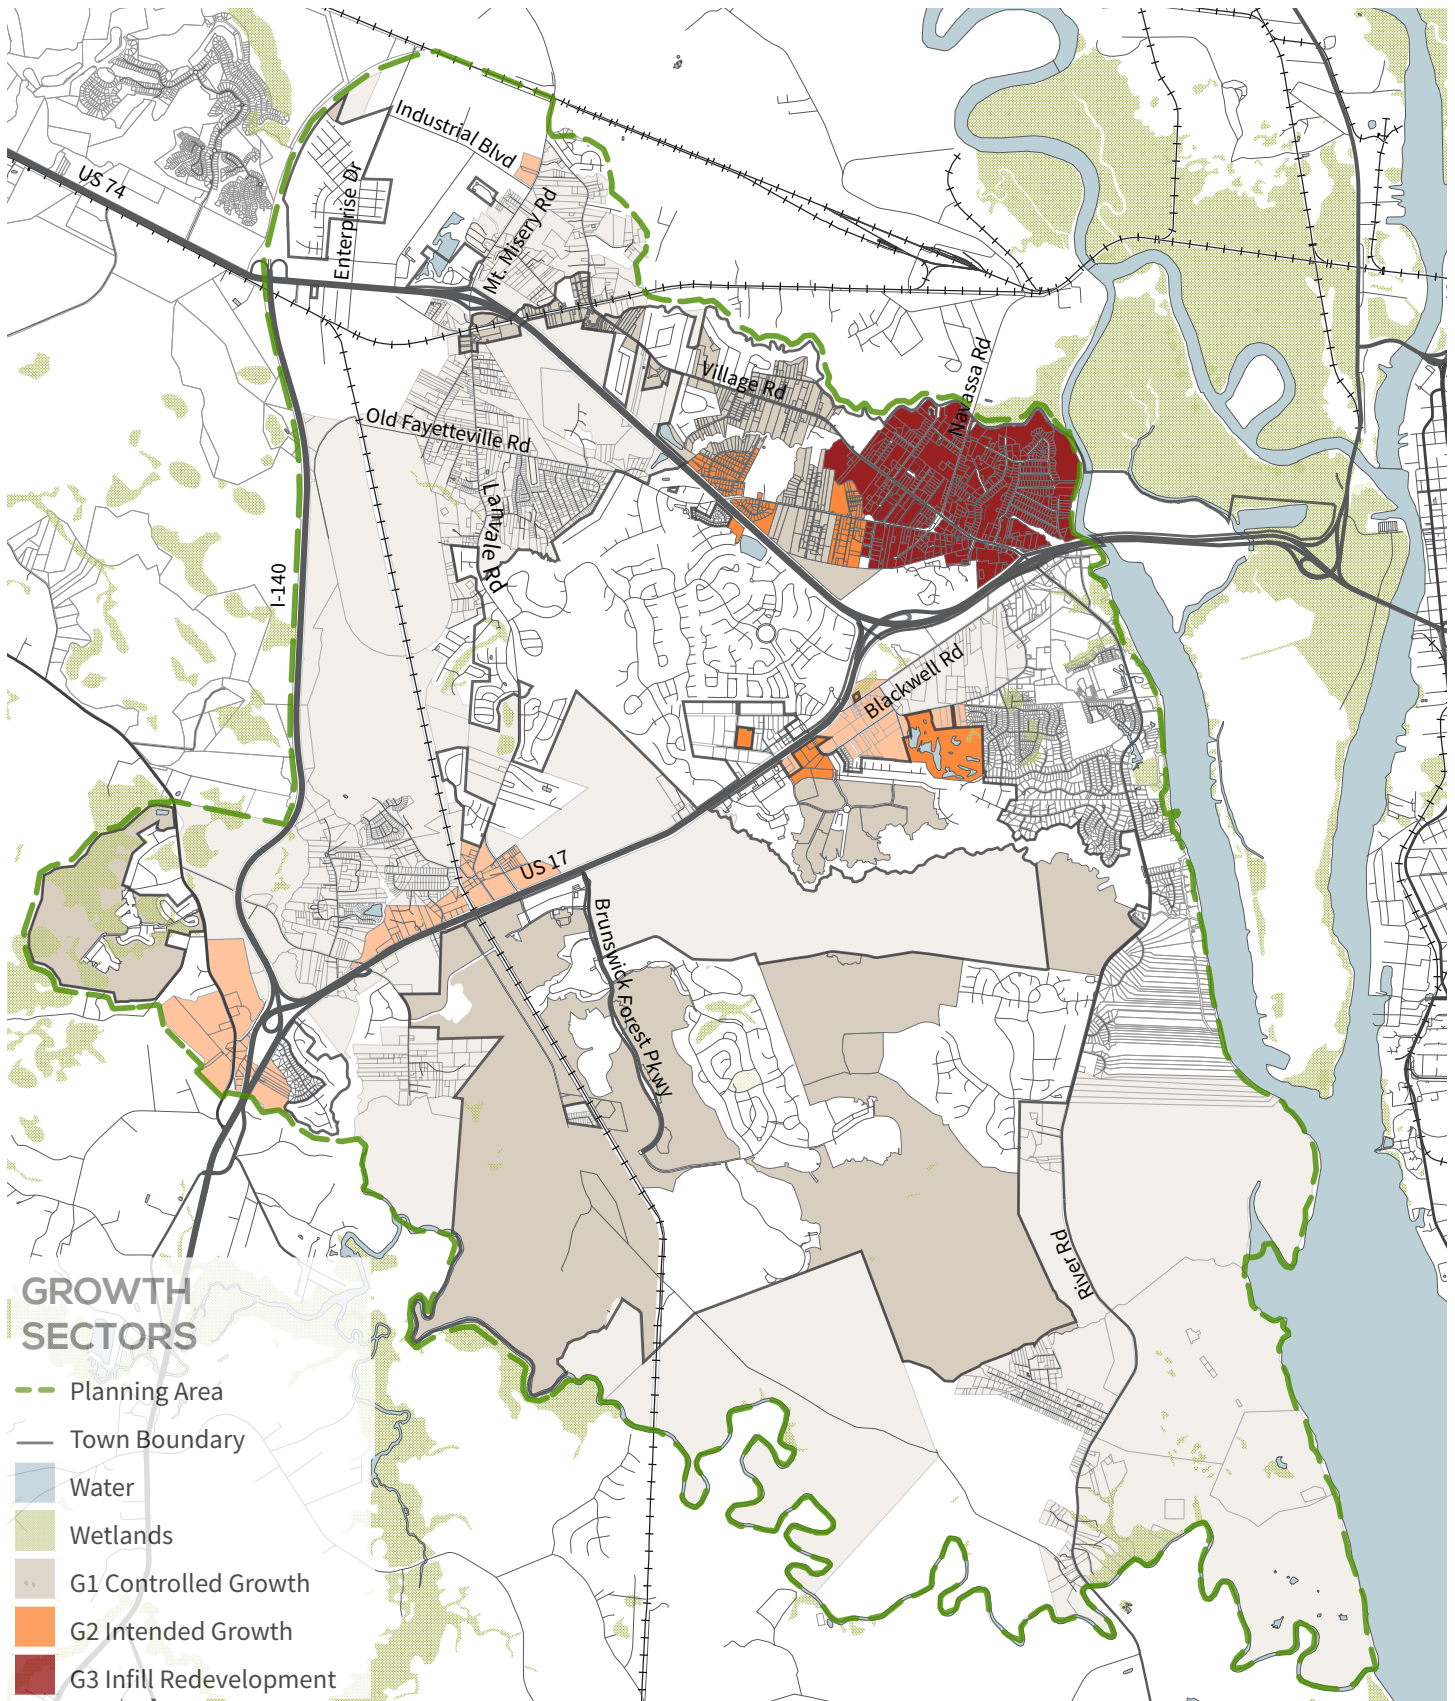 Industrial Blvd
US 74
Enterprise Dr
Mt. Misery Rd
Navassa Rd
Village Rd
Old Fayetteville Rd
Lanvale Rd
I-140
Blackwell Rd
US 17
Brunswick Forest Pkwy
River Rd
GROWTH
SECTORS
Planning Area
Town Boundary
Water
Wetlands
G1 Controlled Growth
G2 Intended Growth
G3 Infill Redevelopment